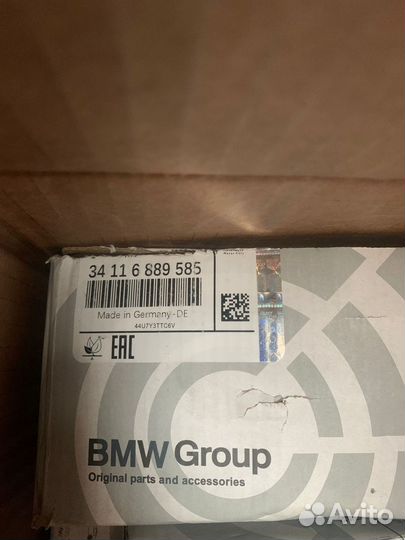 34 11 6 889 585
Made in Germany-DE
44U7Y3TTC6V
EAC
BMW Group
Original parts and accessories
Avito